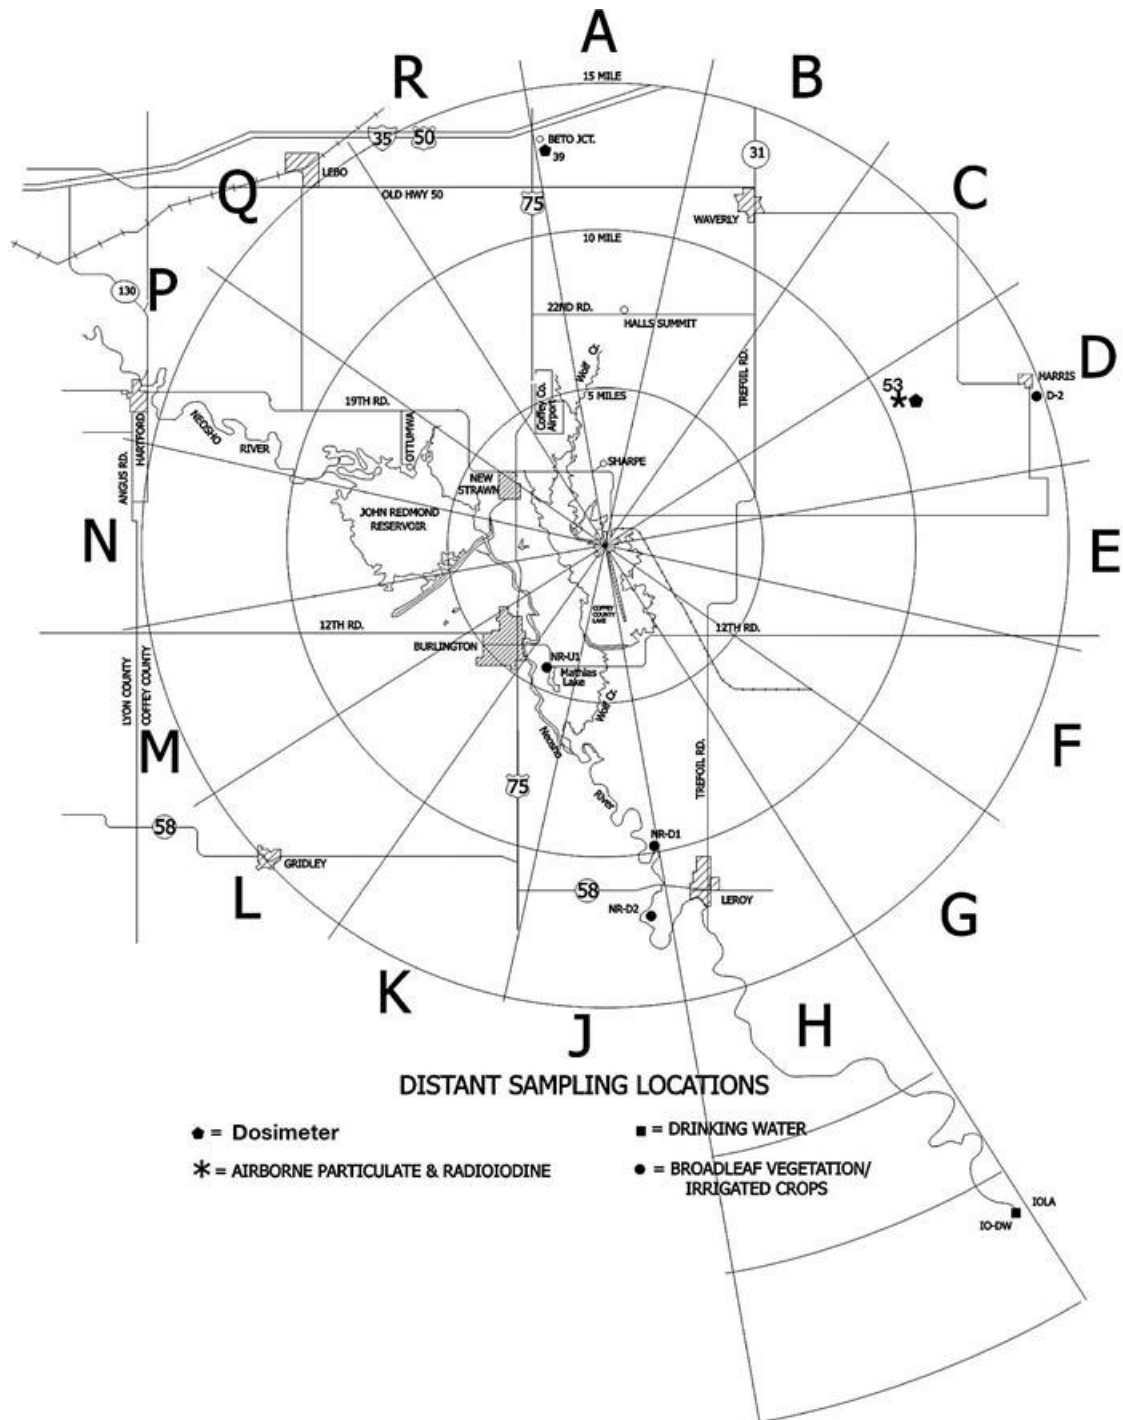 A
R
B
15 MILE
35
50
BETO JCT.
39
31
LEBO
C
Q
OLD HWY 50
75
WAVERLY
10 MILE
P
130
22ND RD.
HALLS SUMMIT
D
Wolf Cr.
TREFOIL RD.
53
HARRIS
D-2
5 MILES
19TH RD.
Coffey Co.
Airport
NEOSHO
RIVER
HARTFORD
ANGUS RD.
OTTUMWA
SHARPE
NEW
STRAWN
JOHN REDMOND
RESERVOIR
N
E
COFFEY
COUNTY
LAKE
12TH RD.
12TH RD.
BURLINGTON
NR-U1
Mathias
Lake
LYON COUNTY
COFFEY COUNTY
Wolf Cr.
Neosho
River
M
F
TREFOIL RD.
75
58
NR-D1
GRIDLEY
58
LEROY
L
NR-D2
G
K
J
H
DISTANT SAMPLING LOCATIONS
= Dosimeter
= DRINKING WATER
= AIRBORNE PARTICULATE & RADIOIODINE
= BROADLEAF VEGETATION/
IRRIGATED CROPS
IOLA
IO-DW